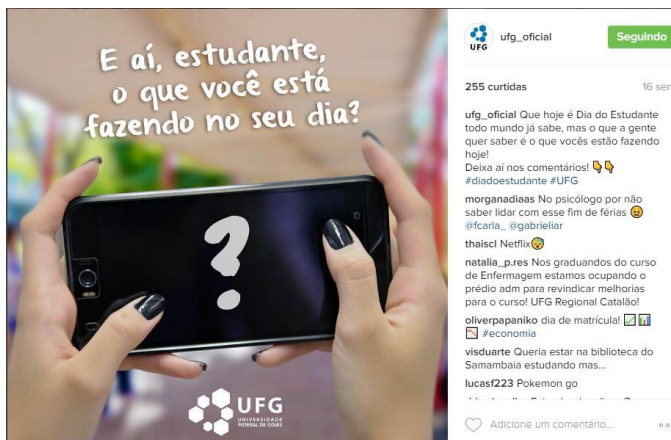 E aí, estudante,
o que você está
fazendo no seu dia?
?
UFG
UNIVERSIDADE
FEDERAL DE GOIÁS
UFG
ufg_oficial
Seguindo
255 curtidas
16 sem
ufg_oficial Que hoje é Dia do Estudante
todo mundo já sabe, mas o que a gente
quer saber é o que vocês estão fazendo
hoje!
Deixa aí nos comentários! 👇👇
#diadoestudante #UFG
morganadiaas No psicólogo por não
saber lidar com esse fim de férias 😣
@fcarla_ @gabrieliar
thaiscl Netflix😴
natalia_p.res Nos graduandos do curso
de Enfermagem estamos ocupando o
prédio adm para revindicar melhorias
para o curso! UFG Regional Catalão!
oliverpapaniko dia de matrícula! 💹📊
📉 #economia
visduarte Queria estar na biblioteca do
Samambaia estudando mas...
lucasf223 Pokemon go
Adicione um comentário...